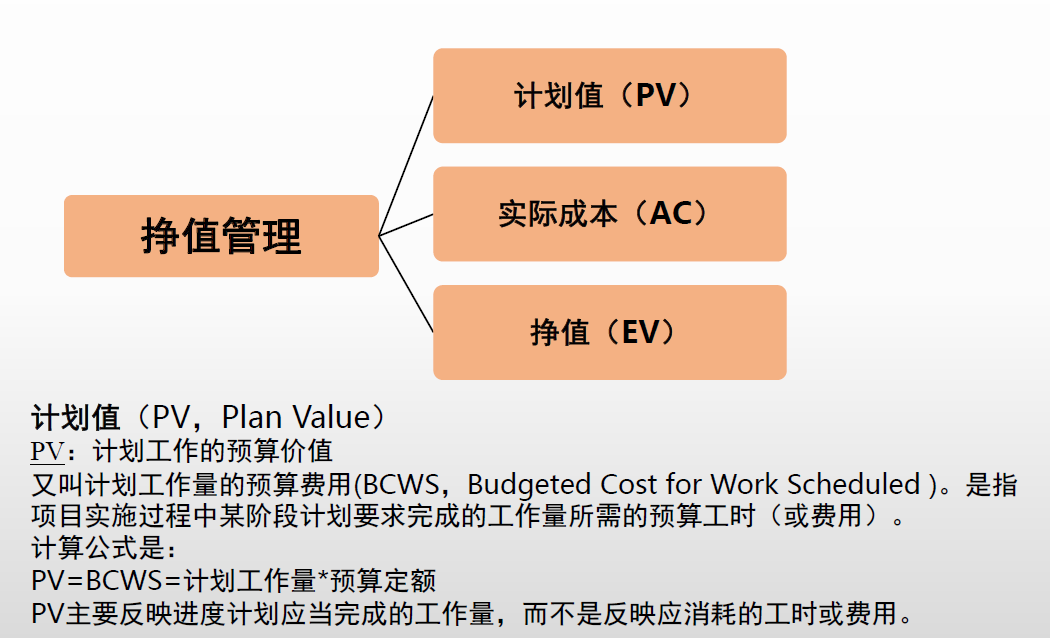 计划值（PV）
实际成本（AC）
挣值管理
挣值（EV）
计划值（PV，Plan Value）
PV：计划工作的预算价值
又叫计划工作量的预算费用(BCWS，Budgeted Cost for Work Scheduled )。是指
项目实施过程中某阶段计划要求完成的工作量所需的预算工时（或费用）。
计算公式是：
PV=BCWS=计划工作量*预算定额
PV主要反映进度计划应当完成的工作量，而不是反映应消耗的工时或费用。